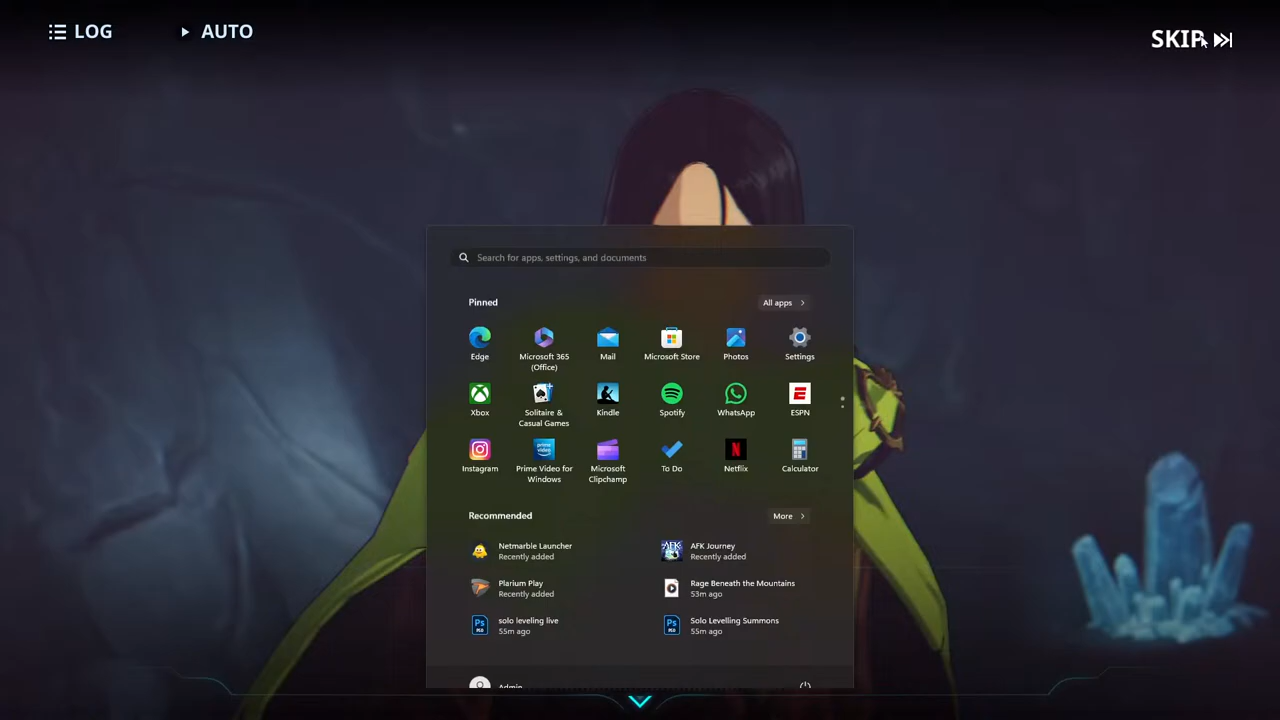 LOG
AUTO
SKIP
Search for apps, settings, and documents
Pinned
All apps
Edge
Microsoft 365
(Office)
Mail
Microsoft Store
Photos
Settings
Xbox
Solitaire &
Casual Games
Kindle
Spotify
WhatsApp
ESPN
Instagram
Prime Video for
Windows
Microsoft
Clipchamp
To Do
Netflix
Calculator
Recommended
More
Netmarble Launcher
Recently added
AFK Journey
Recently added
Plarium Play
Recently added
Rage Beneath the Mountains
53m ago
solo leveling live
55m ago
Solo Levelling Summons
55m ago
Admin